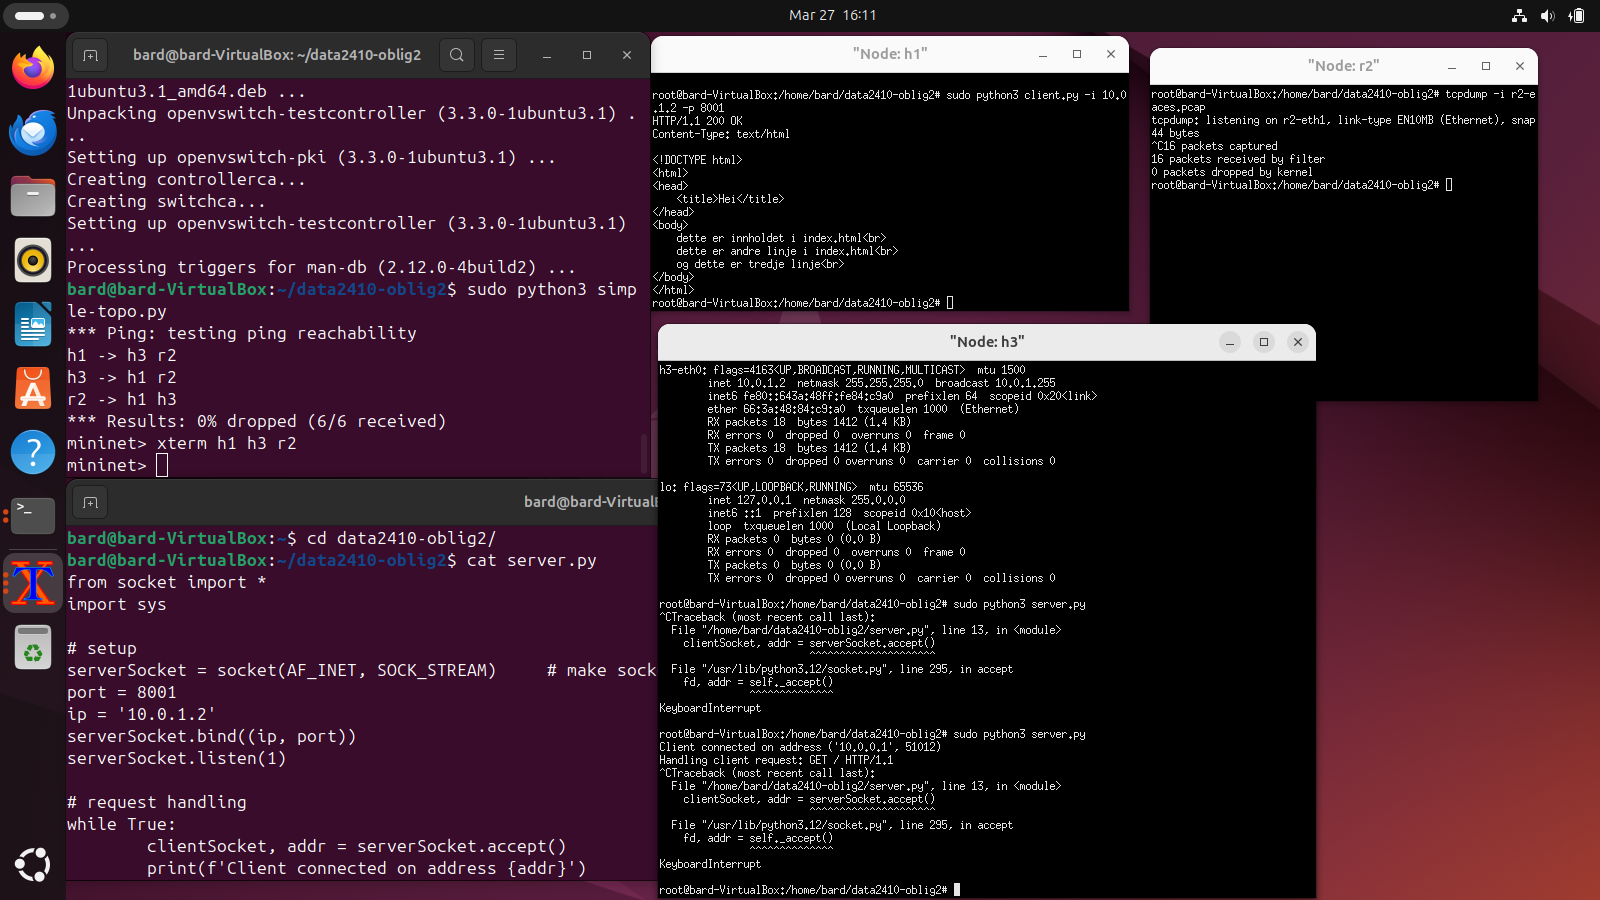 Mar 27  16:11
bard@bard-VirtualBox: ~/data2410-oblig2
1ubuntu3.1_amd64.deb ...
Unpacking openvswitch-testcontroller (3.3.0-1ubuntu3.1) .
..
Setting up openvswitch-pki (3.3.0-1ubuntu3.1) ...
Creating controllerca...
Creating switchca...
Setting up openvswitch-testcontroller (3.3.0-1ubuntu3.1)
...
Processing triggers for man-db (2.12.0-4build2) ...
bard@bard-VirtualBox:~/data2410-oblig2$ sudo python3 simp
le-topo.py
*** Ping: testing ping reachability
h1 -> h3 r2
h3 -> h1 r2
r2 -> h1 h3
*** Results: 0% dropped (6/6 received)
mininet> xterm h1 h3 r2
mininet>
bard@bard-Virtual
bard@bard-VirtualBox:~$ cd data2410-oblig2/
bard@bard-VirtualBox:~/data2410-oblig2$ cat server.py
from socket import *
import sys
# setup
serverSocket = socket(AF_INET, SOCK_STREAM)     # make sock
port = 8001
ip = '10.0.1.2'
serverSocket.bind((ip, port))
serverSocket.listen(1)
# request handling
while True:
        clientSocket, addr = serverSocket.accept()
        print(f'Client connected on address {addr}')
"Node: h1"
root@bard-VirtualBox:/home/bard/data2410-oblig2# sudo python3 client.py -i 10.0
.1.2 -p 8001
HTTP/1.1 200 OK
Content-Type: text/html
<!DOCTYPE html>
<html>
<head>
    <title>Hei</title>
</head>
<body>
    dette er innholdet i index.html<br>
    dette er andre linje i index.html<br>
    og dette er tredje linje<br>
</body>
</html>
root@bard-VirtualBox:/home/bard/data2410-oblig2#
"Node: r2"
root@bard-VirtualBox:/home/bard/data2410-oblig2# tcpdump -i r2-e
aces.pcap
tcpdump: listening on r2-eth1, link-type EN10MB (Ethernet), snap
44 bytes
^C16 packets captured
16 packets received by filter
0 packets dropped by kernel
root@bard-VirtualBox:/home/bard/data2410-oblig2#
"Node: h3"
h3-eth0: flags=4163<UP,BROADCAST,RUNNING,MULTICAST>  mtu 1500
        inet 10.0.1.2  netmask 255.255.255.0  broadcast 10.0.1.255
        inet6 fe80::643a:48ff:fe84:c9a0  prefixlen 64  scopeid 0x20<link>
        ether 66:3a:48:84:c9:a0  txqueuelen 1000  (Ethernet)
        RX packets 18  bytes 1412 (1.4 KB)
        RX errors 0  dropped 0  overruns 0  frame 0
        TX packets 18  bytes 1412 (1.4 KB)
        TX errors 0  dropped 0 overruns 0  carrier 0  collisions 0
lo: flags=73<UP,LOOPBACK,RUNNING>  mtu 65536
        inet 127.0.0.1  netmask 255.0.0.0
        inet6 ::1  prefixlen 128  scopeid 0x10<host>
        loop  txqueuelen 1000  (Local Loopback)
        RX packets 0  bytes 0 (0.0 B)
        RX errors 0  dropped 0  overruns 0  frame 0
        TX packets 0  bytes 0 (0.0 B)
        TX errors 0  dropped 0 overruns 0  carrier 0  collisions 0
root@bard-VirtualBox:/home/bard/data2410-oblig2# sudo python3 server.py
^CTraceback (most recent call last):
  File "/home/bard/data2410-oblig2/server.py", line 13, in <module>
    clientSocket, addr = serverSocket.accept()
                         ^^^^^^^^^^^^^^^^^^^^^
  File "/usr/lib/python3.12/socket.py", line 295, in accept
    fd, addr = self._accept()
               ^^^^^^^^^^^^^^
KeyboardInterrupt
root@bard-VirtualBox:/home/bard/data2410-oblig2# sudo python3 server.py
Client connected on address ('10.0.0.1', 51012)
Handling client request: GET / HTTP/1.1
^CTraceback (most recent call last):
  File "/home/bard/data2410-oblig2/server.py", line 13, in <module>
    clientSocket, addr = serverSocket.accept()
                         ^^^^^^^^^^^^^^^^^^^^^
  File "/usr/lib/python3.12/socket.py", line 295, in accept
    fd, addr = self._accept()
               ^^^^^^^^^^^^^^
KeyboardInterrupt
root@bard-VirtualBox:/home/bard/data2410-oblig2#